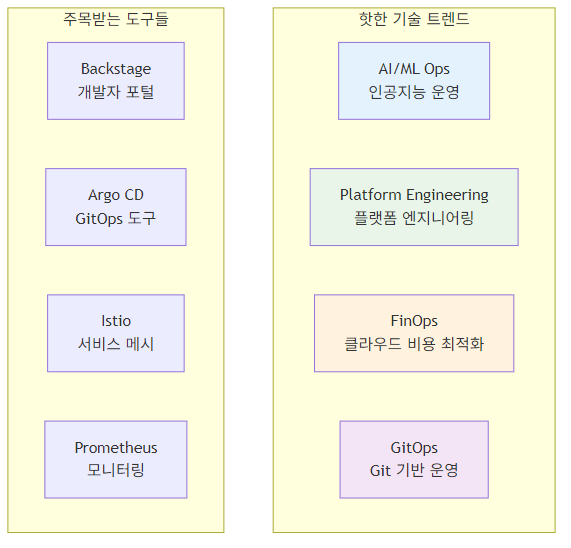 주목받는 도구들
Backstage
개발자 포털
Argo CD
GitOps 도구
Istio
서비스 메시
Prometheus
모니터링
핫한 기술 트렌드
AI/ML Ops
인공지능 운영
Platform Engineering
플랫폼 엔지니어링
FinOps
클라우드 비용 최적화
GitOps
Git 기반 운영